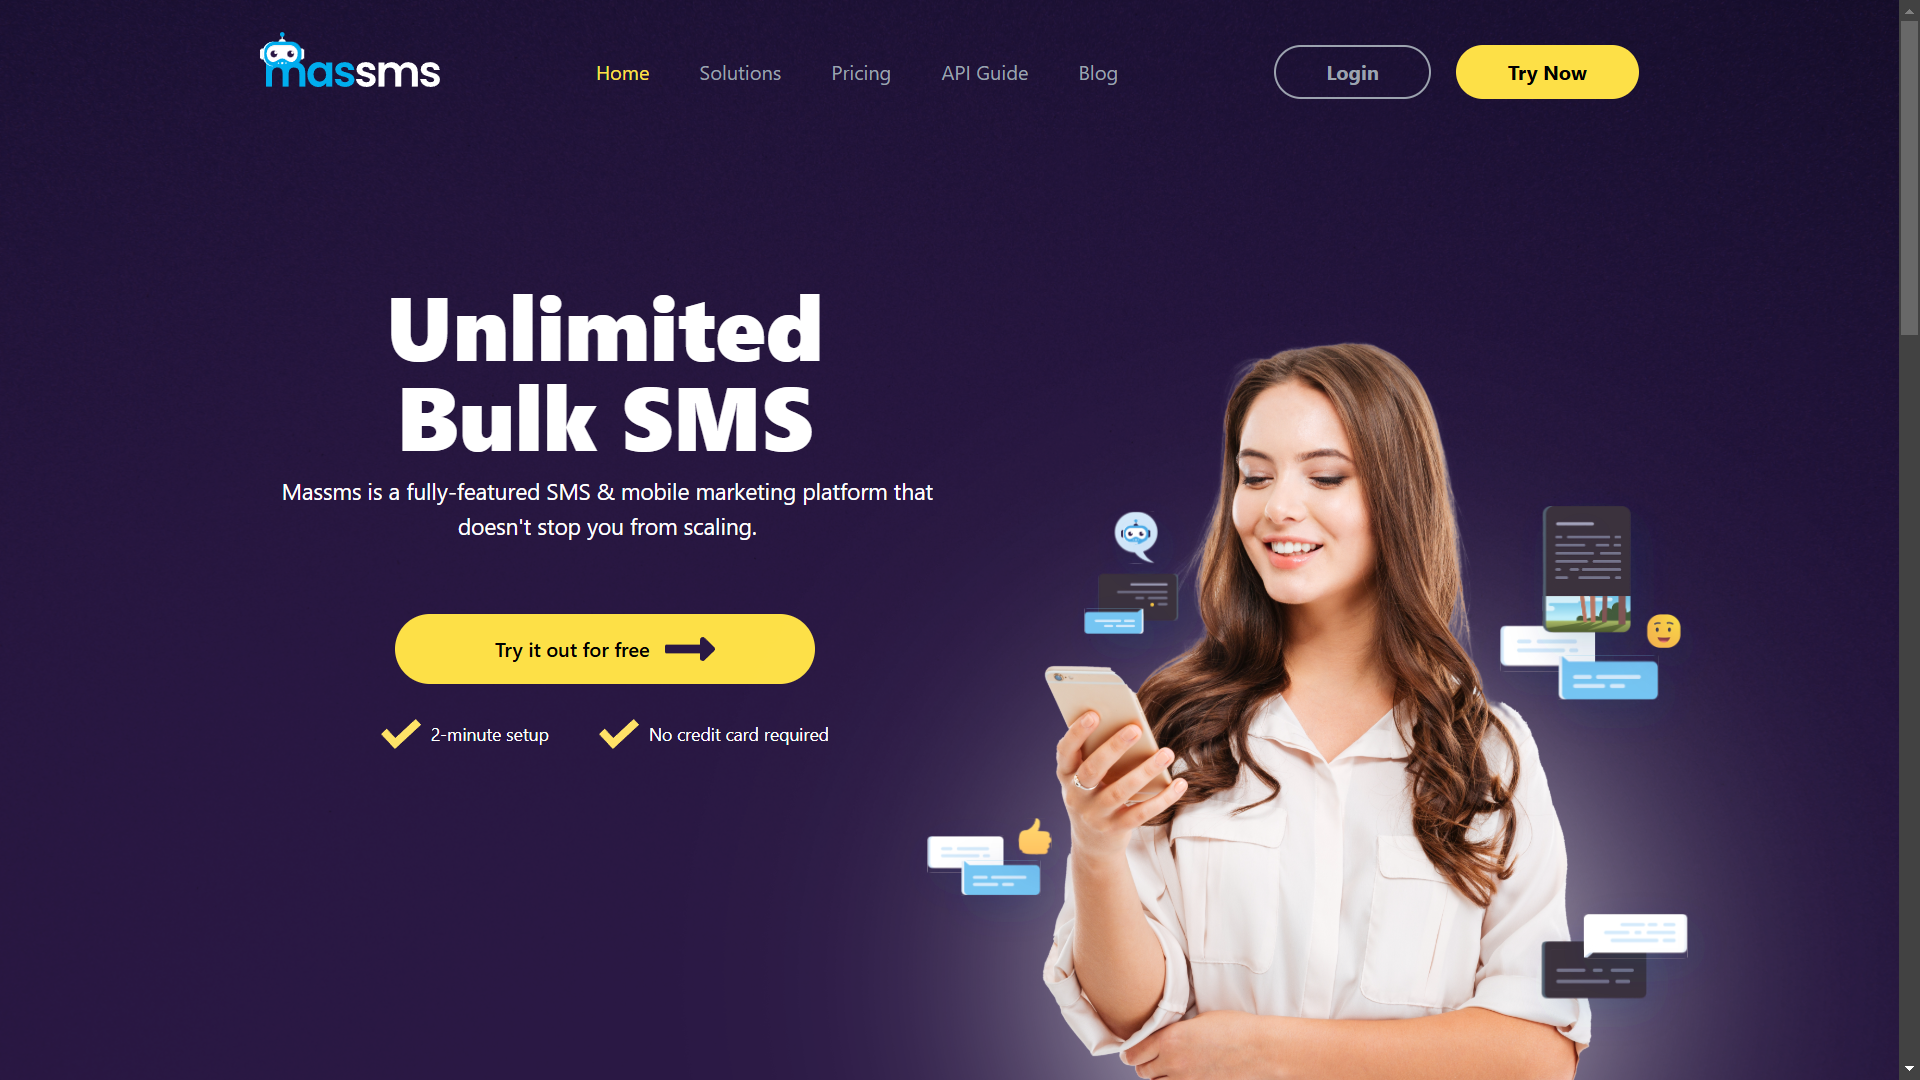 massms
Home
Solutions
Pricing
API Guide
Blog
Login
Try Now
Unlimited
Bulk SMS
Massms is a fully-featured SMS & mobile marketing platform that
doesn't stop you from scaling.
Try it out for free
2-minute setup
No credit card required